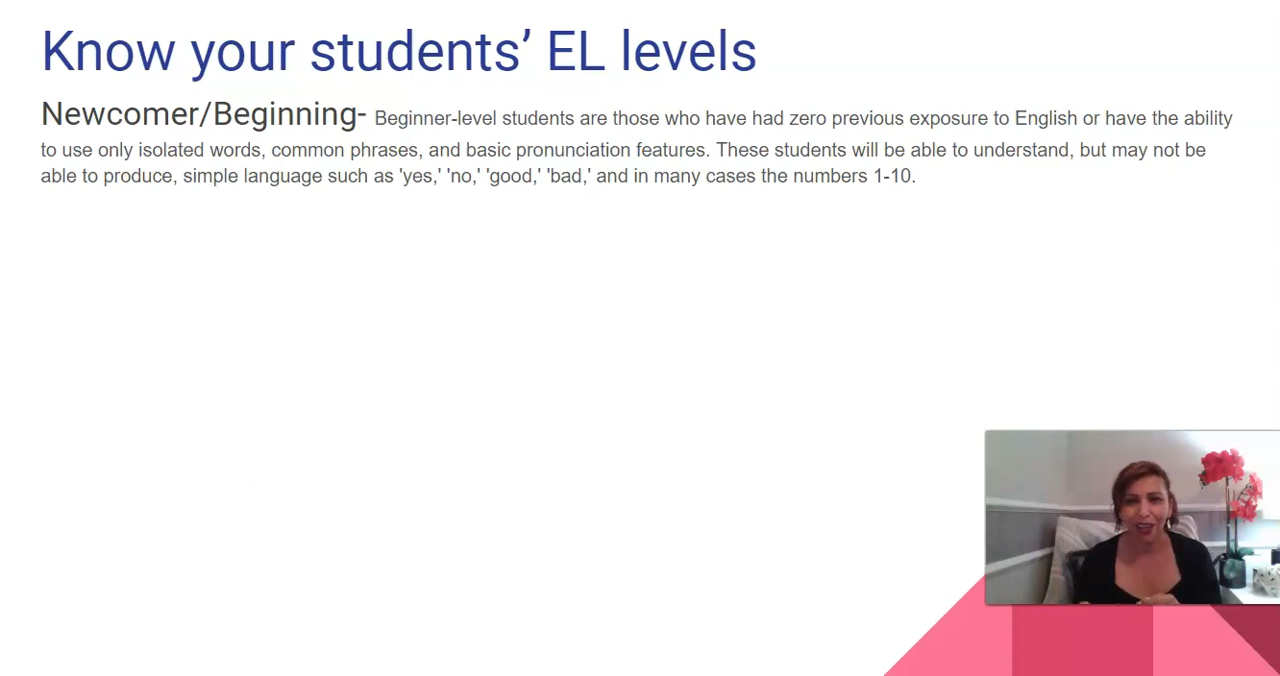 Know your students’ EL levels
Newcomer/Beginning- Beginner-level students are those who have had zero previous exposure to English or have the ability
to use only isolated words, common phrases, and basic pronunciation features. These students will be able to understand, but may not be
able to produce, simple language such as 'yes,' 'no,' 'good,' 'bad,' and in many cases the numbers 1-10.